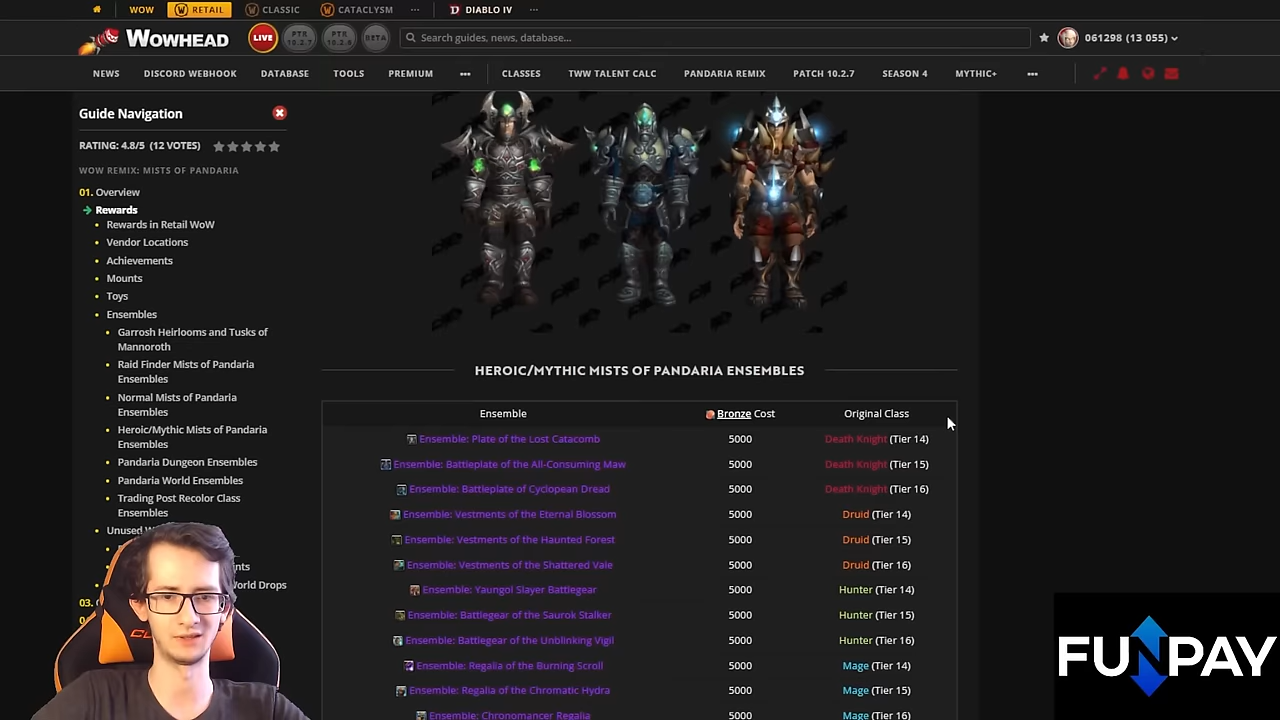 WOW
RETAIL
CLASSIC
CATACLYSM
...
DIABLO IV
...
WOWHEAD
LIVE
PTR 10.2.7
BETA
Search guides, news, database...
061298 (13 055)
NEWS
DISCORD WEBHOOK
DATABASE
TOOLS
PREMIUM
•••
CLASSES
TWW TALENT CALC
PANDARIA REMIX
PATCH 10.2.7
SEASON 4
MYTHIC+
•••
Guide Navigation
RATING: 4.8/5 (12 VOTES)
WOW REMIX: MISTS OF PANDARIA
01. Overview
Rewards
Rewards in Retail WoW
Vendor Locations
Achievements
Mounts
Toys
Ensembles
Garrosh Heirlooms and Tusks of
Mannoroth
Raid Finder Mists of Pandaria
Ensembles
Normal Mists of Pandaria
Ensembles
Heroic/Mythic Mists of Pandaria
Ensembles
Pandaria Dungeon Ensembles
Pandaria World Ensembles
Trading Post Recolor Class
Ensembles
03.
HEROIC/MYTHIC MISTS OF PANDARIA ENSEMBLES
Ensemble Bronze Cost Original Class
Ensemble: Plate of the Lost Catacomb 5000 Death Knight (Tier 14)
Ensemble: Battleplate of the All-Consuming Maw 5000 Death Knight (Tier 15)
Ensemble: Battleplate of Cyclopean Dread 5000 Death Knight (Tier 16)
Ensemble: Vestments of the Eternal Blossom 5000 Druid (Tier 14)
Ensemble: Vestments of the Haunted Forest 5000 Druid (Tier 15)
Ensemble: Vestments of the Shattered Vale 5000 Druid (Tier 16)
Ensemble: Yaungol Slayer Battlegear 5000 Hunter (Tier 14)
Ensemble: Battlegear of the Saurok Stalker 5000 Hunter (Tier 15)
Ensemble: Battlegear of the Unblinking Vigil 5000 Hunter (Tier 16)
Ensemble: Regalia of the Burning Scroll 5000 Mage (Tier 14)
Ensemble: Regalia of the Chromatic Hydra 5000 Mage (Tier 15)
Ensemble: Chronomancer Regalia 5000 Mage (Tier 16)
FUNPAY